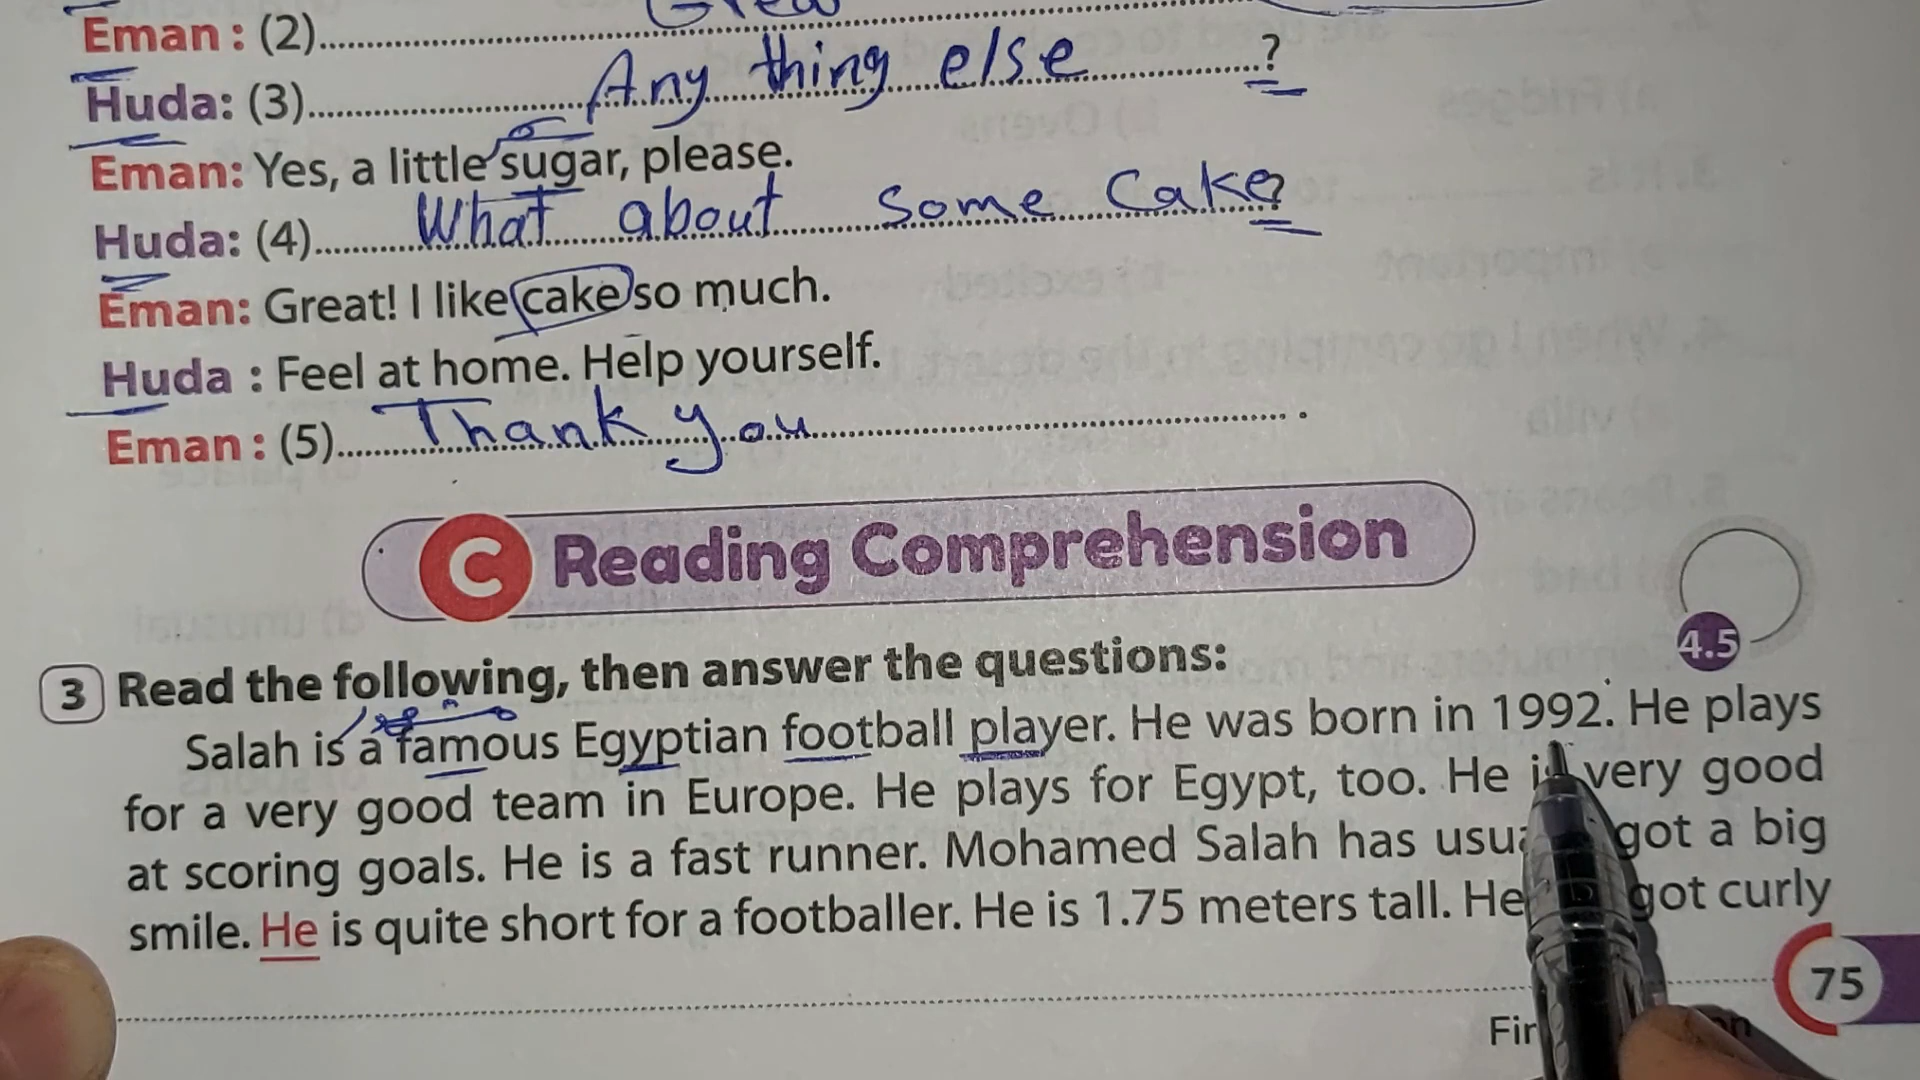 Eman : (2)
Huda: (3) Any thing else ?
Eman: Yes, a little sugar, please.
Huda: (4) What about some Cake ?
Eman: Great! I like cake so much.
Huda : Feel at home. Help yourself.
Eman : (5) Thank you .
C Reading Comprehension
4.5
3 Read the following, then answer the questions:
Salah is a famous Egyptian football player. He was born in 1992. He plays
for a very good team in Europe. He plays for Egypt, too. He is very good
at scoring goals. He is a fast runner. Mohamed Salah has got a big
smile. He is quite short for a footballer. He is 1.75 meters tall. He got curly
75